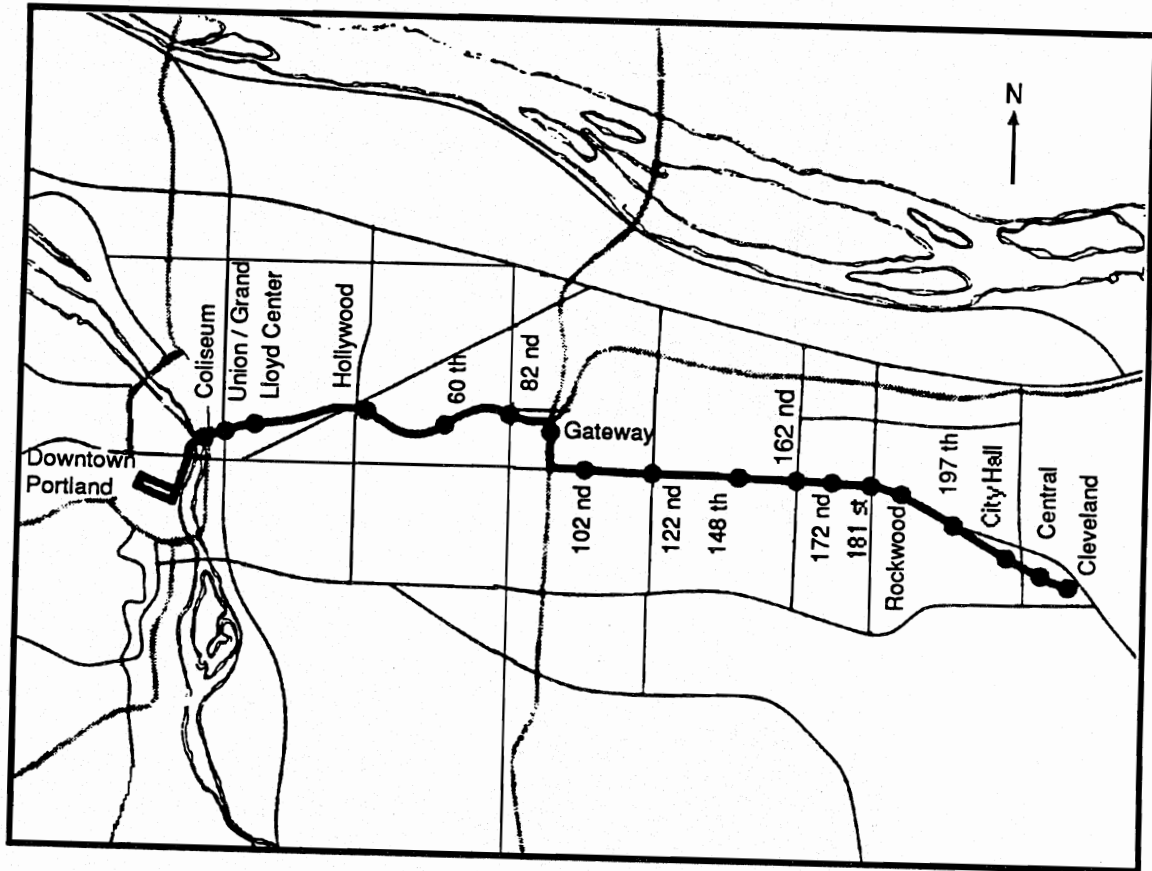 N
Downtown
Portland
Coliseum
Union / Grand
Lloyd Center
Hollywood
60 th
82 nd
Gateway
102 nd
122 nd
148 th
162 nd
172 nd
181 st
Rockwood
197 th
City Hall
Central
Cleveland